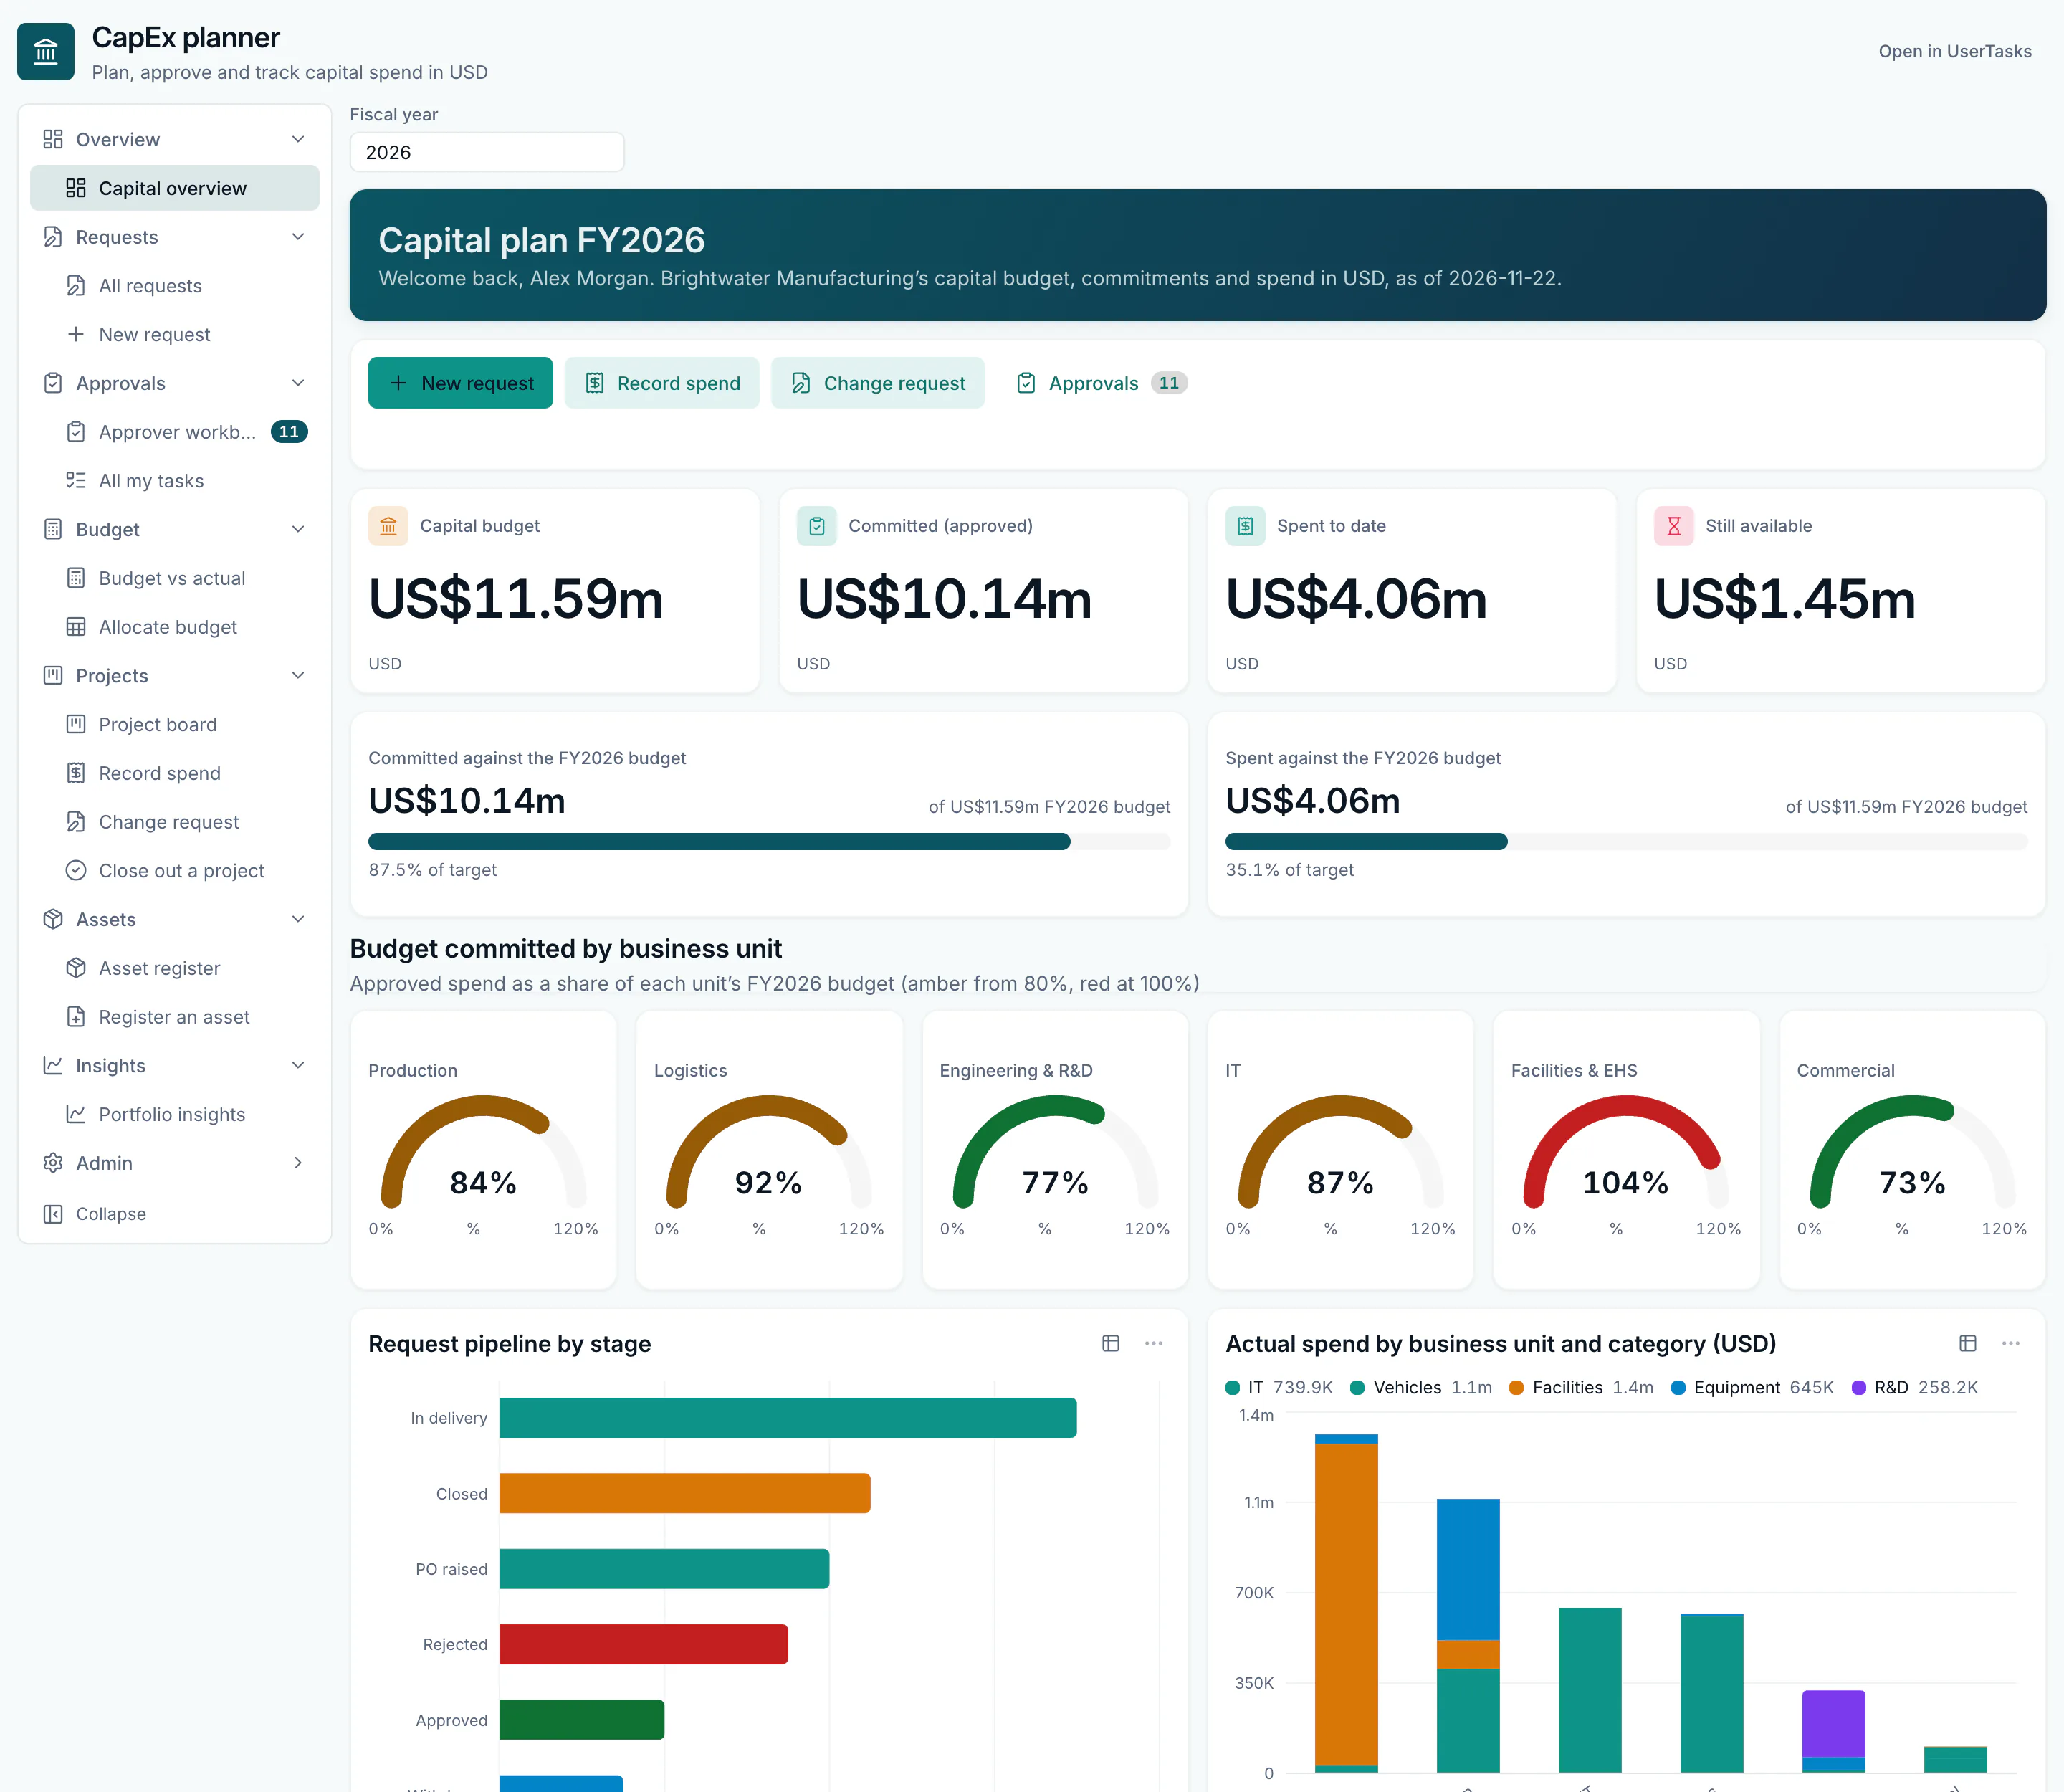 CapEx planner
Plan, approve and track capital spend in USD
Open in UserTasks
Overview
Capital overview
Requests
All requests
New request
Approvals
Approver workb... 11
All my tasks
Budget
Budget vs actual
Allocate budget
Projects
Project board
Record spend
Change request
Close out a project
Assets
Asset register
Register an asset
Insights
Portfolio insights
Admin
Collapse
Fiscal year
2026
Capital plan FY2026
Welcome back, Alex Morgan. Brightwater Manufacturing’s capital budget, commitments and spend in USD, as of 2026-11-22.
New request Record spend Change request Approvals 11
Capital budget
US$11.59m
USD
Committed (approved)
US$10.14m
USD
Spent to date
US$4.06m
USD
Still available
US$1.45m
USD
Committed against the FY2026 budget
US$10.14m of US$11.59m FY2026 budget
87.5% of target
Spent against the FY2026 budget
US$4.06m of US$11.59m FY2026 budget
35.1% of target
Budget committed by business unit
Approved spend as a share of each unit’s FY2026 budget (amber from 80%, red at 100%)
Production
84%
0% % 120%
Logistics
92%
0% % 120%
Engineering & R&D
77%
0% % 120%
IT
87%
0% % 120%
Facilities & EHS
104%
0% % 120%
Commercial
73%
0% % 120%
Request pipeline by stage
In delivery
Closed
PO raised
Rejected
Approved
Actual spend by business unit and category (USD)
IT 739.9K Vehicles 1.1m Facilities 1.4m Equipment 645K R&D 258.2K
1.4m
1.1m
700K
350K
0